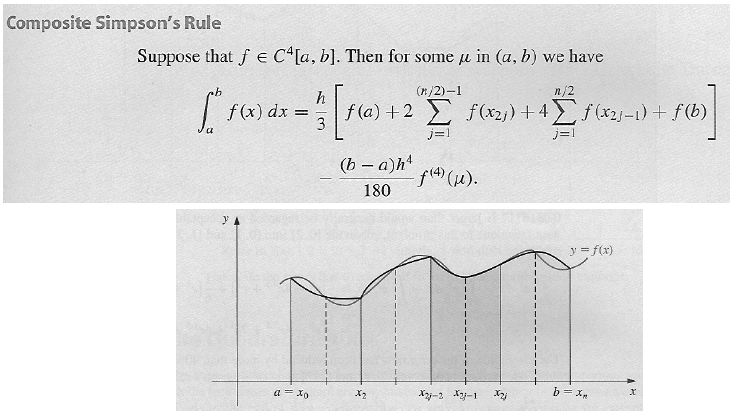 Composite Simpson's Rule
Suppose that f ∈ C⁴[a, b]. Then for some μ in (a, b) we have
∫_a^b f(x) dx = h/3 [ f(a) + 2 ∑_{j=1}^{(n/2)−1} f(x_{2j}) + 4 ∑_{j=1}^{n/2} f(x_{2j−1}) + f(b) ]
− (b − a)h⁴/180 f⁽⁴⁾(μ).
y
y = f(x)
a = x₀ x₂ x_{2j−2} x_{2j−1} x_{2j} b = x_n x